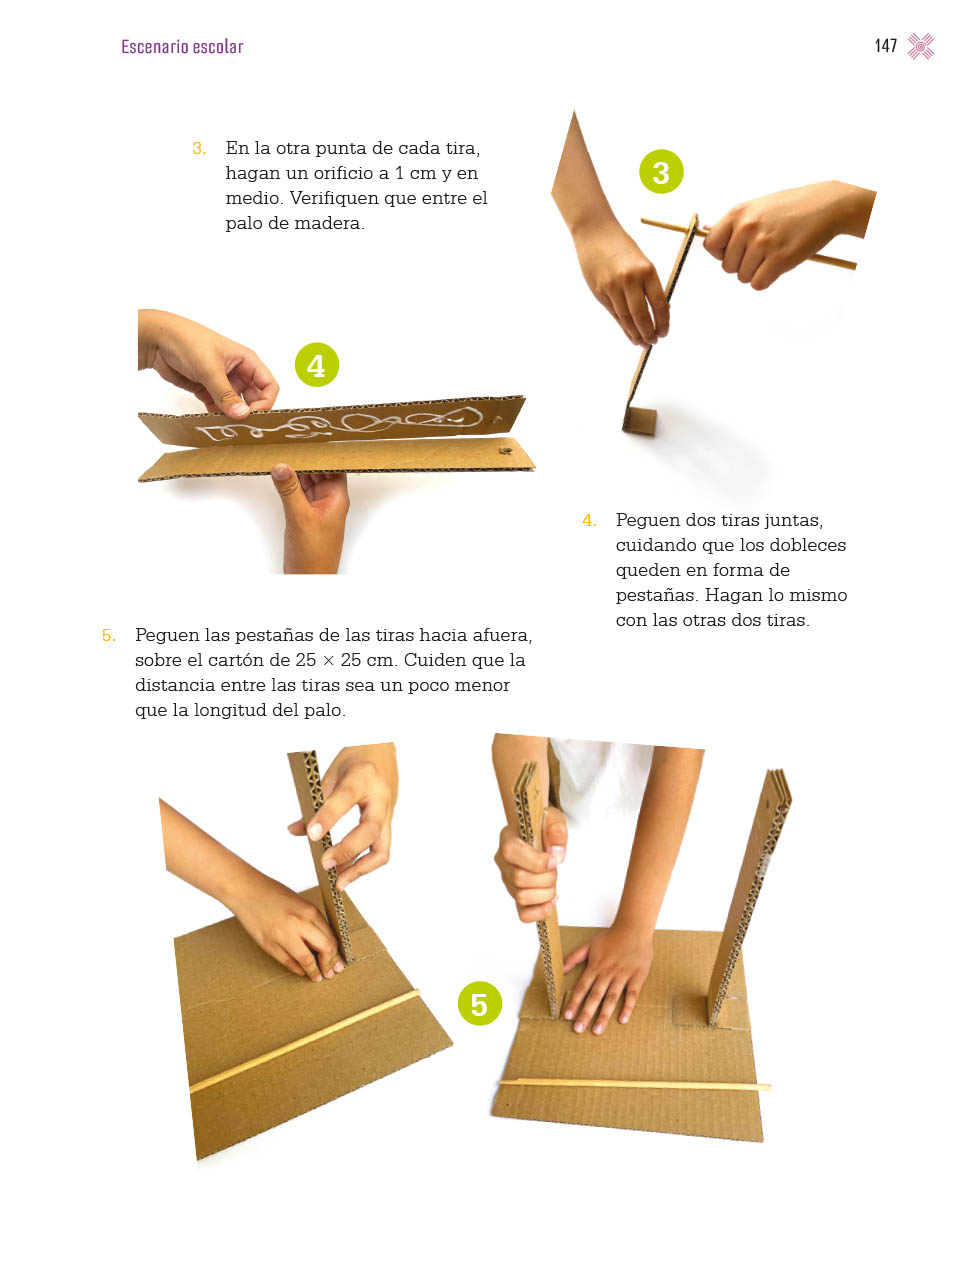 Escenario escolar
147
3. En la otra punta de cada tira,
hagan un orificio a 1 cm y en
medio. Verifiquen que entre el
palo de madera.
3
4
4. Peguen dos tiras juntas,
cuidando que los dobleces
queden en forma de
pestañas. Hagan lo mismo
con las otras dos tiras.
5. Peguen las pestañas de las tiras hacia afuera,
sobre el cartón de 25 × 25 cm. Cuiden que la
distancia entre las tiras sea un poco menor
que la longitud del palo.
5